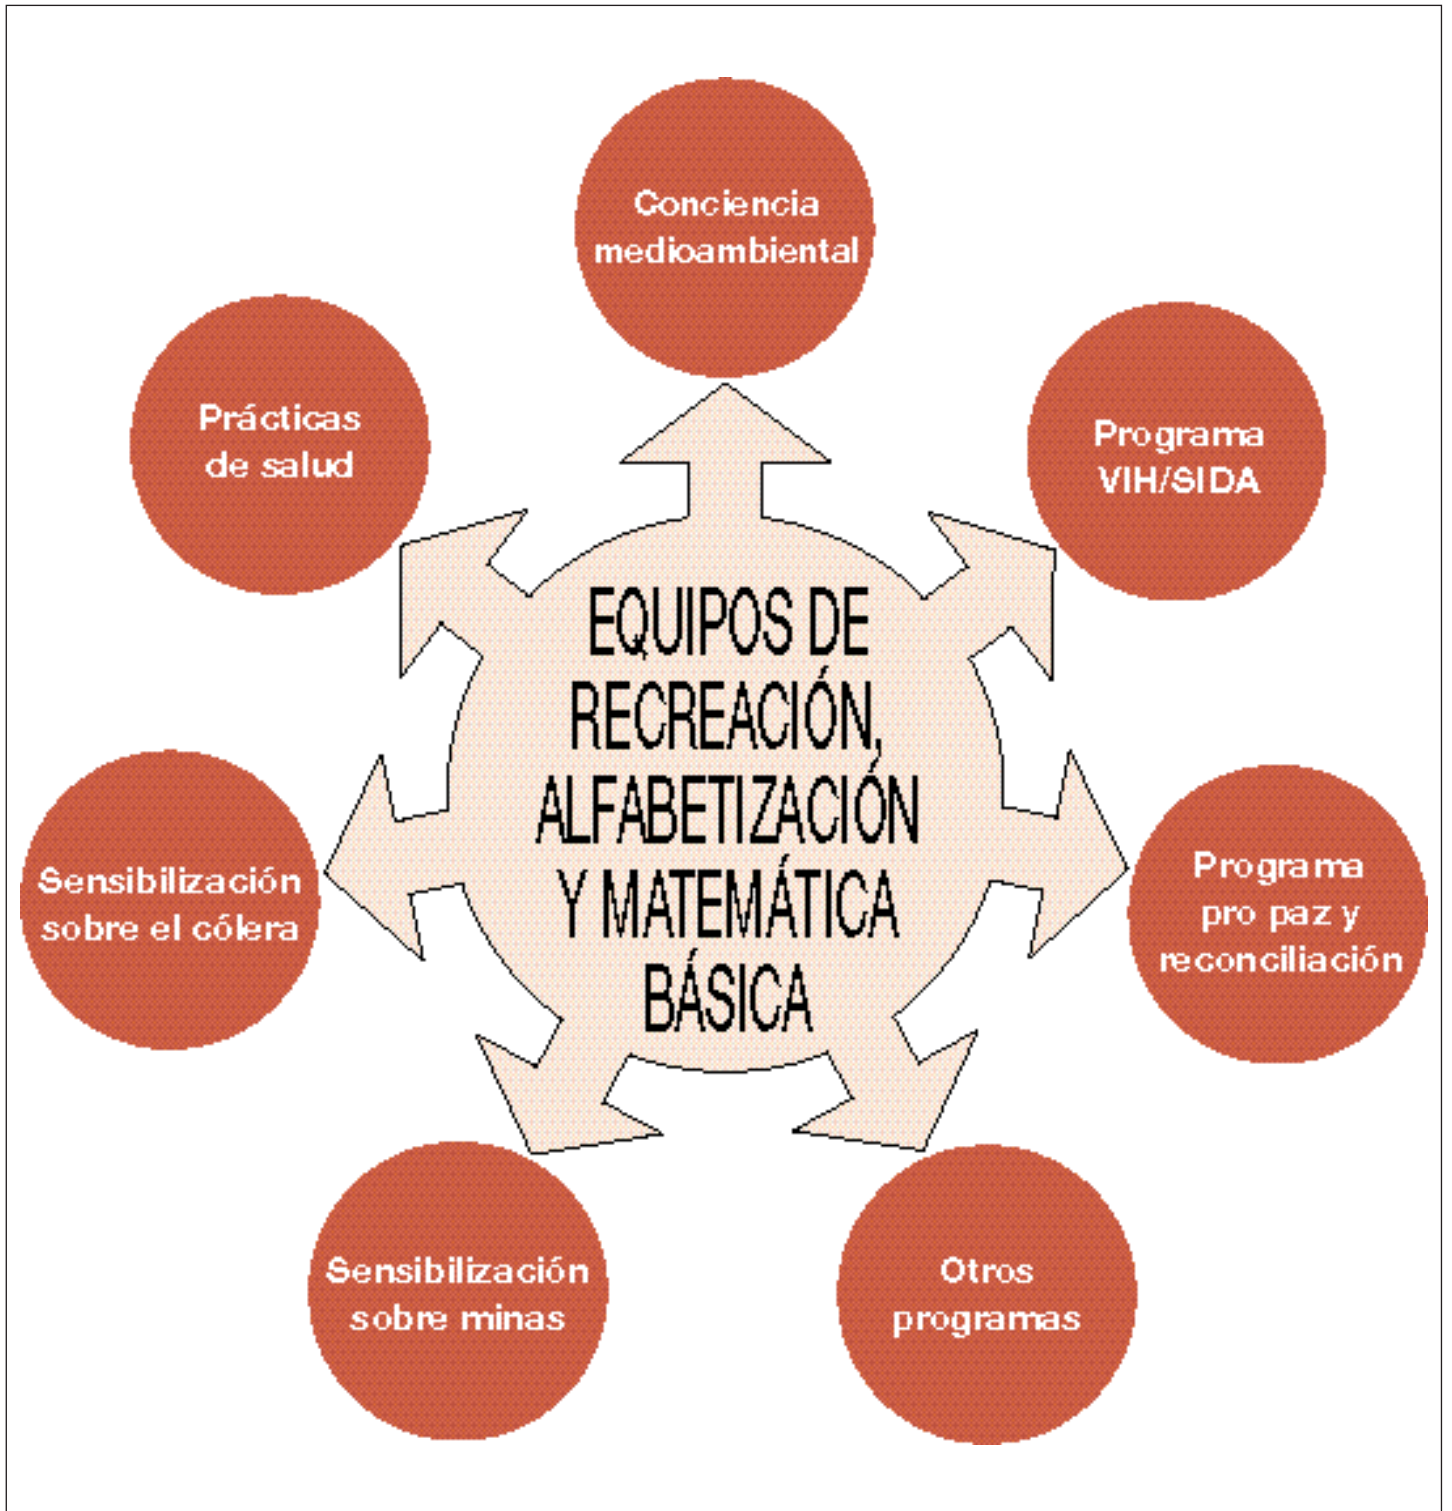 Conciencia
medioambiental
Prácticas
de salud
Programa
VIH/SIDA
EQUIPOS DE
RECREACIÓN,
ALFABETIZACIÓN
Y MATEMÁTICA
BÁSICA
Sensibilización
sobre el cólera
Programa
pro paz y
reconciliación
Sensibilización
sobre minas
Otros
programas